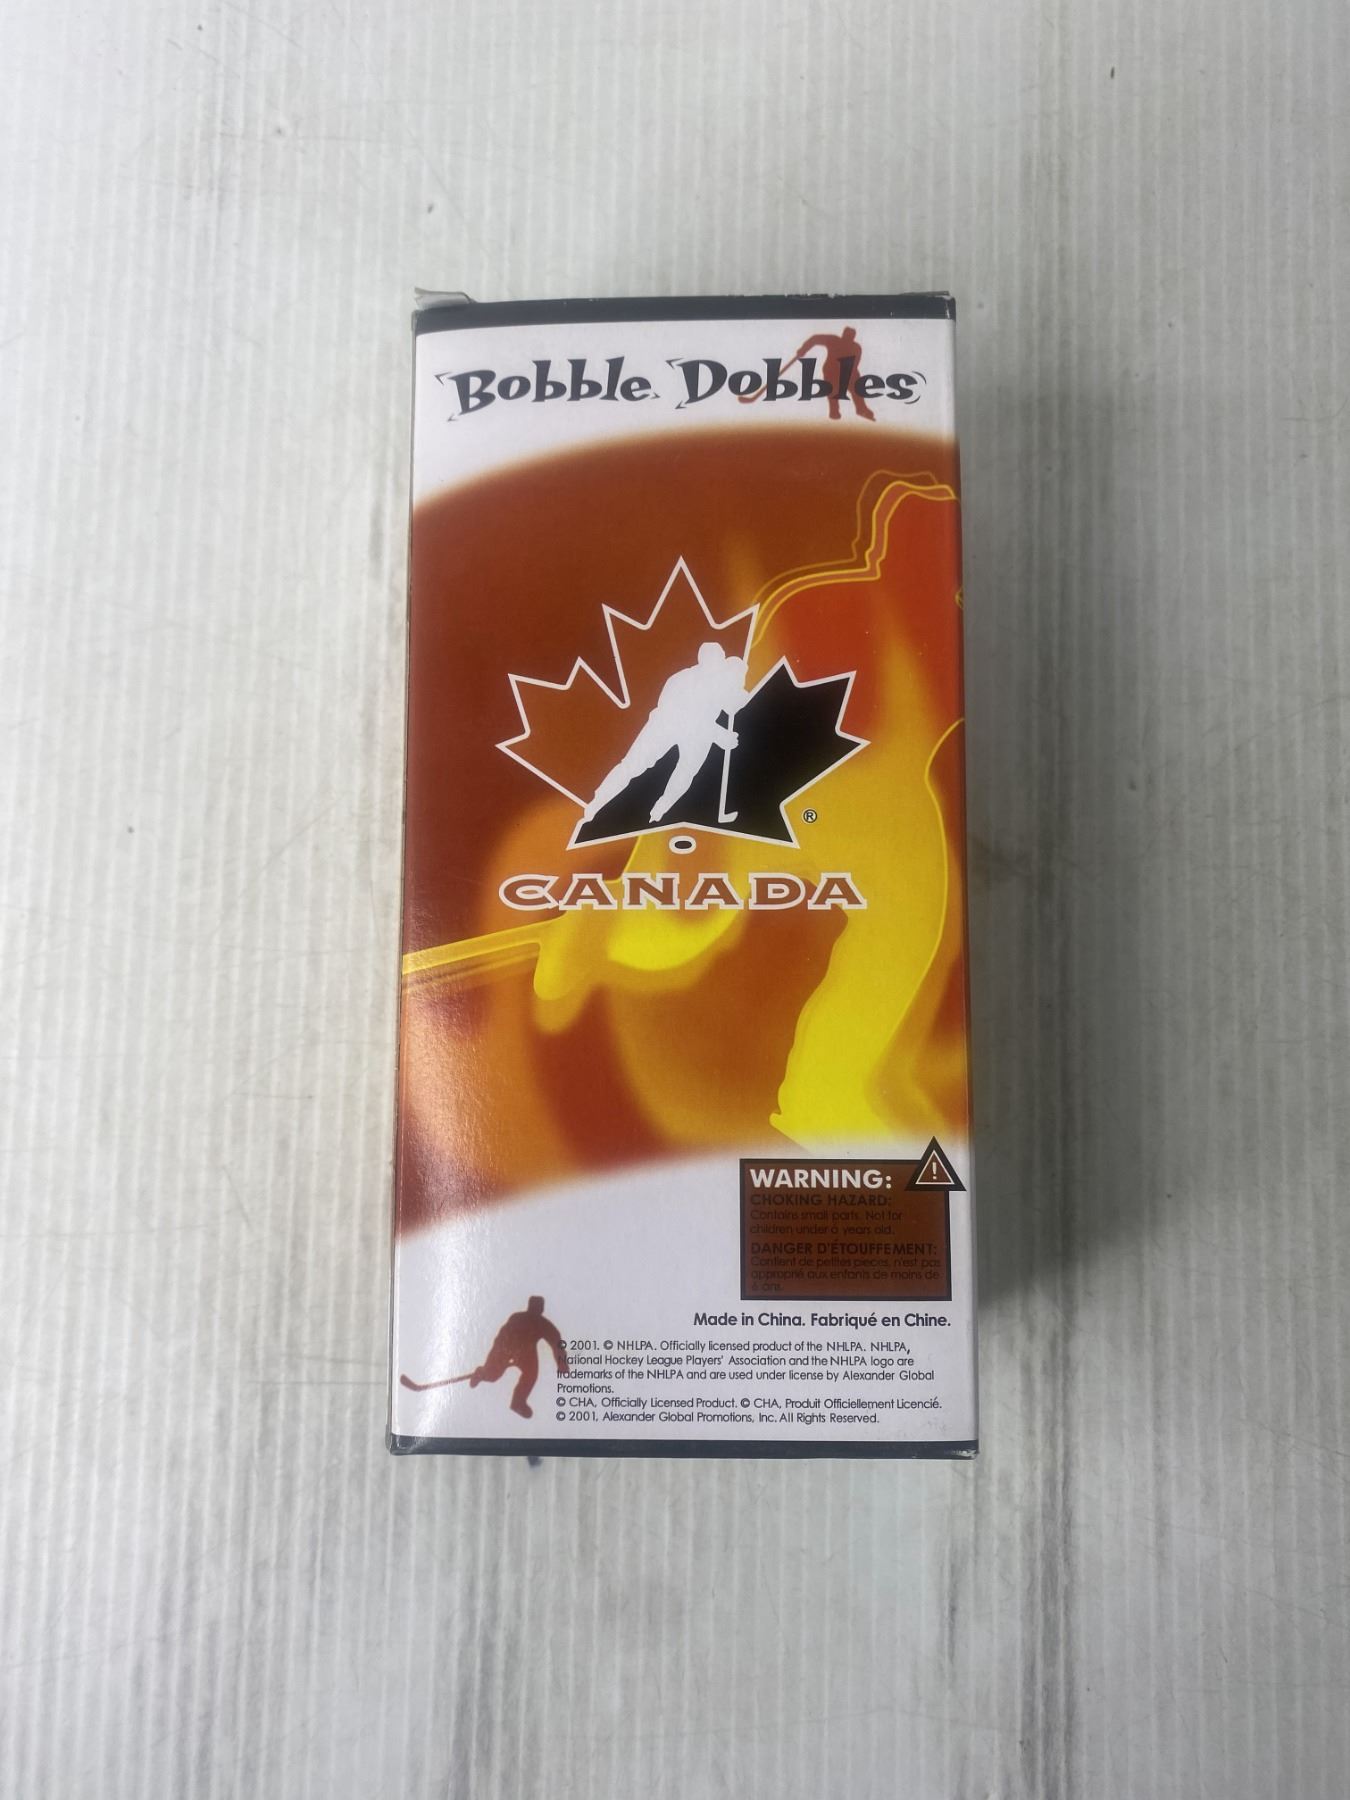 Bobble Dobbles
®
CANADA
WARNING:
CHOKING HAZARD:
Contains small parts. Not for
children under 6 years old.
DANGER D'ÉTOUFFEMENT:
Contient de petites pieces, n'est pas
approprié aux enfants de moins de
6 ans.
Made in China. Fabriqué en Chine.
© 2001. © NHLPA. Officially licensed product of the NHLPA. NHLPA,
National Hockey League Players' Association and the NHLPA logo are
trademarks of the NHLPA and are used under license by Alexander Global
Promotions.
© CHA, Officially Licensed Product. © CHA, Produit Officiellement Licencié.
© 2001, Alexander Global Promotions, Inc. All Rights Reserved.